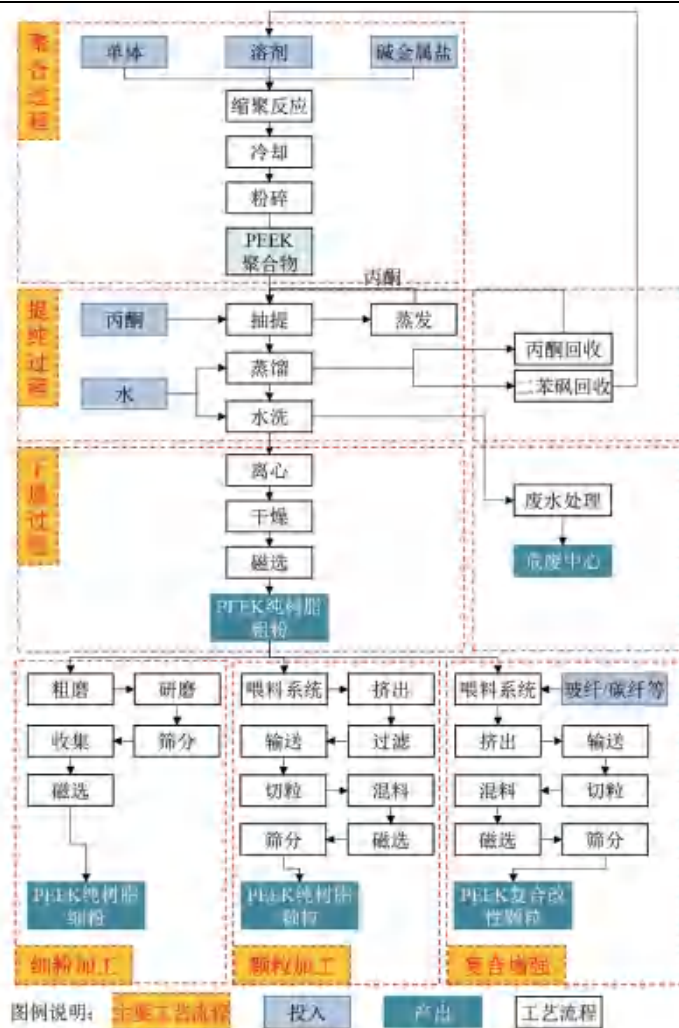 聚合过程
单体
溶剂
碱金属盐
缩聚反应
冷却
粉碎
PEEK
聚合物
丙酮
提纯过程
丙酮
抽提
蒸发
丙酮回收
水
蒸馏
二苯砜回收
水洗
干燥过程
离心
干燥
磁选
废水处理
危废中心
PEEK纯树脂
粗粉
粗磨
研磨
收集
筛分
磁选
PEEK纯树脂
细粉
细粉加工
喂料系统
挤出
输送
过滤
切粒
混料
筛分
磁选
PEEK纯树脂
颗粒
颗粒加工
喂料系统
玻纤/碳纤等
挤出
输送
混料
切粒
磁选
筛分
PEEK复合改
性颗粒
复合增强
图例说明：
主要工艺流程
投入
产出
工艺流程